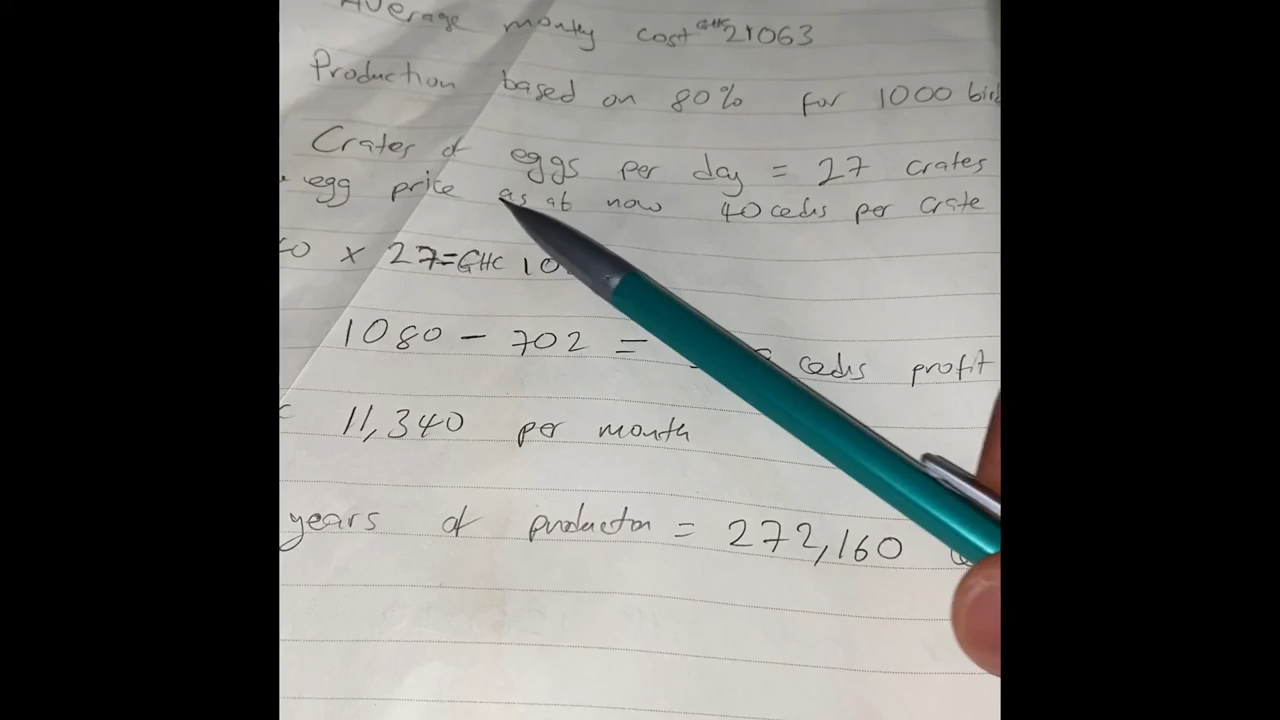 Average monthly cost GHC 21063
Production based on 80% for 1000
Crates of eggs per day = 27 crates
egg price as at now 40 cedis per crate
x 27 = GHC
1080 - 702 = cedis profit
11,340 per month
years of production = 272,160